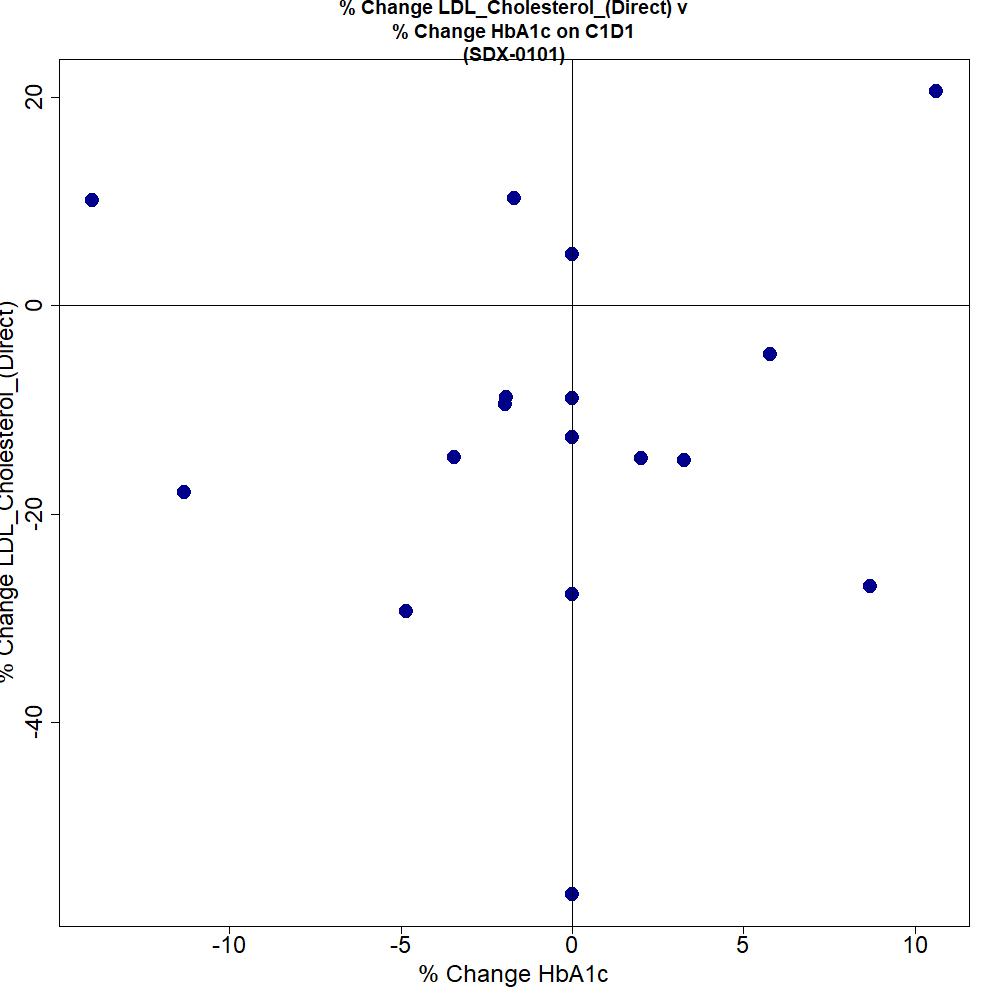 % Change LDL_Cholesterol_(Direct) v
% Change HbA1c on C1D1
(SDX-0101)
% Change LDL_Cholesterol_(Direct)
20
0
-20
-40
-10
-5
0
5
10
% Change HbA1c